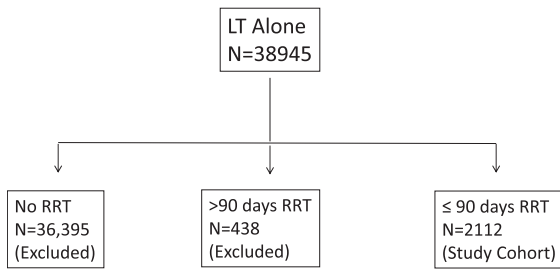 LT Alone
N=38945
No RRT
N=36,395
(Excluded)
>90 days RRT
N=438
(Excluded)
≤ 90 days RRT
N=2112
(Study Cohort)